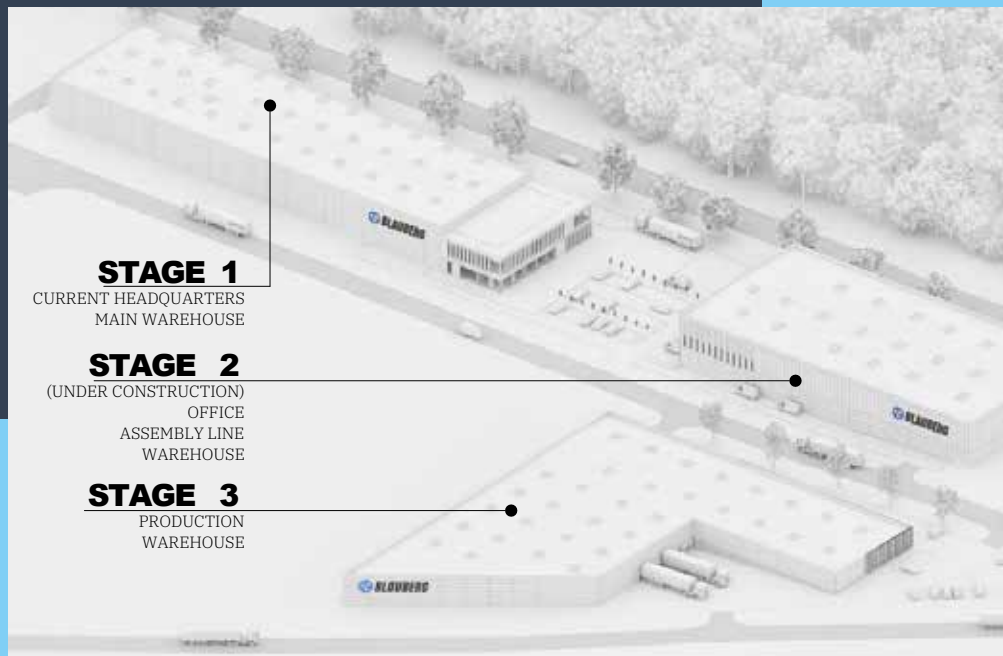 BLAUBERG
STAGE 1
CURRENT HEADQUARTERS
MAIN WAREHOUSE
STAGE 2
(UNDER CONSTRUCTION)
OFFICE
ASSEMBLY LINE
WAREHOUSE
BLAUBERG
STAGE 3
PRODUCTION
WAREHOUSE
BLAUBERG